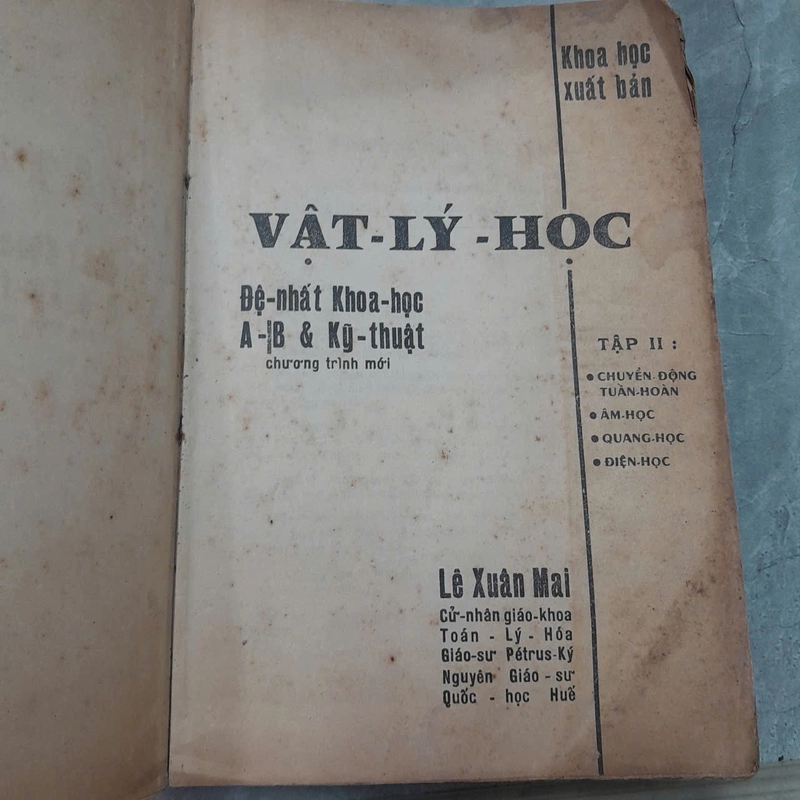 Khoa học
xuất bản
VẬT-LÝ-HỌC
Đệ-nhất Khoa-học
A-B & Kỹ-thuật
chương trình mới
TẬP II :
• CHUYỂN-ĐỘNG
TUẦN-HOÀN
• ÂM-HỌC
• QUANG-HỌC
• ĐIỆN-HỌC
Lê Xuân Mai
Cử-nhân giáo-khoa
Toán - Lý - Hóa
Giáo-sư Pétrus-Ký
Nguyên Giáo-sư
Quốc - học Huế